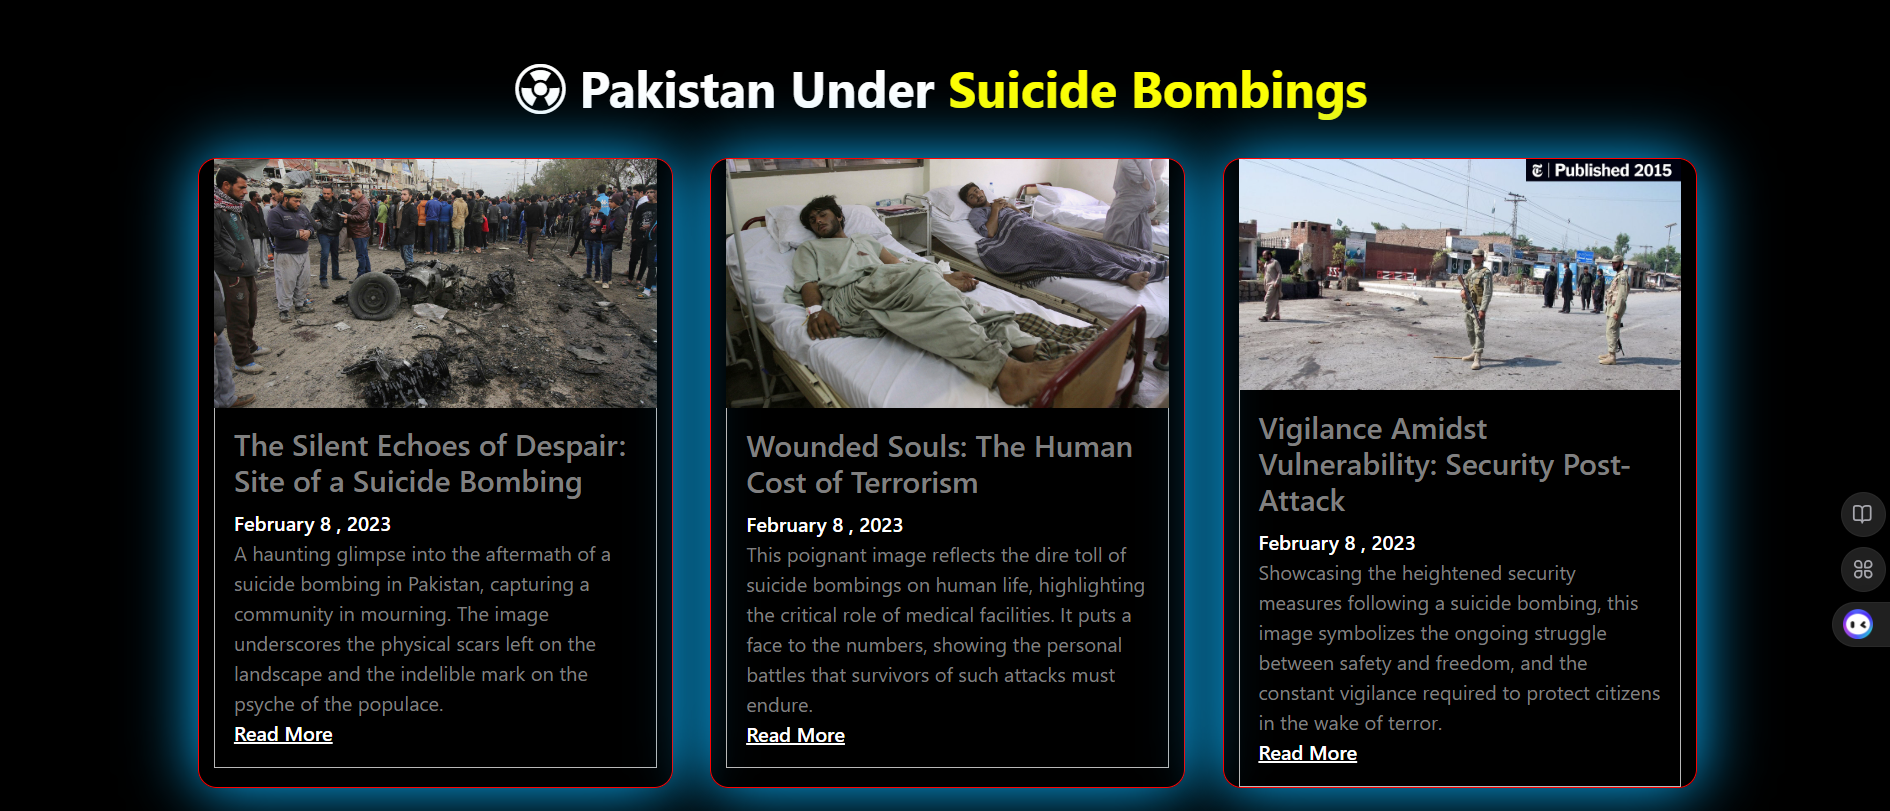 Pakistan Under Suicide Bombings
The Silent Echoes of Despair:
Site of a Suicide Bombing
February 8 , 2023
A haunting glimpse into the aftermath of a
suicide bombing in Pakistan, capturing a
community in mourning. The image
underscores the physical scars left on the
landscape and the indelible mark on the
psyche of the populace.
Read More
Wounded Souls: The Human
Cost of Terrorism
February 8 , 2023
This poignant image reflects the dire toll of
suicide bombings on human life, highlighting
the critical role of medical facilities. It puts a
face to the numbers, showing the personal
battles that survivors of such attacks must
endure.
Read More
T | Published 2015
Vigilance Amidst
Vulnerability: Security Post-
Attack
February 8 , 2023
Showcasing the heightened security
measures following a suicide bombing, this
image symbolizes the ongoing struggle
between safety and freedom, and the
constant vigilance required to protect citizens
in the wake of terror.
Read More